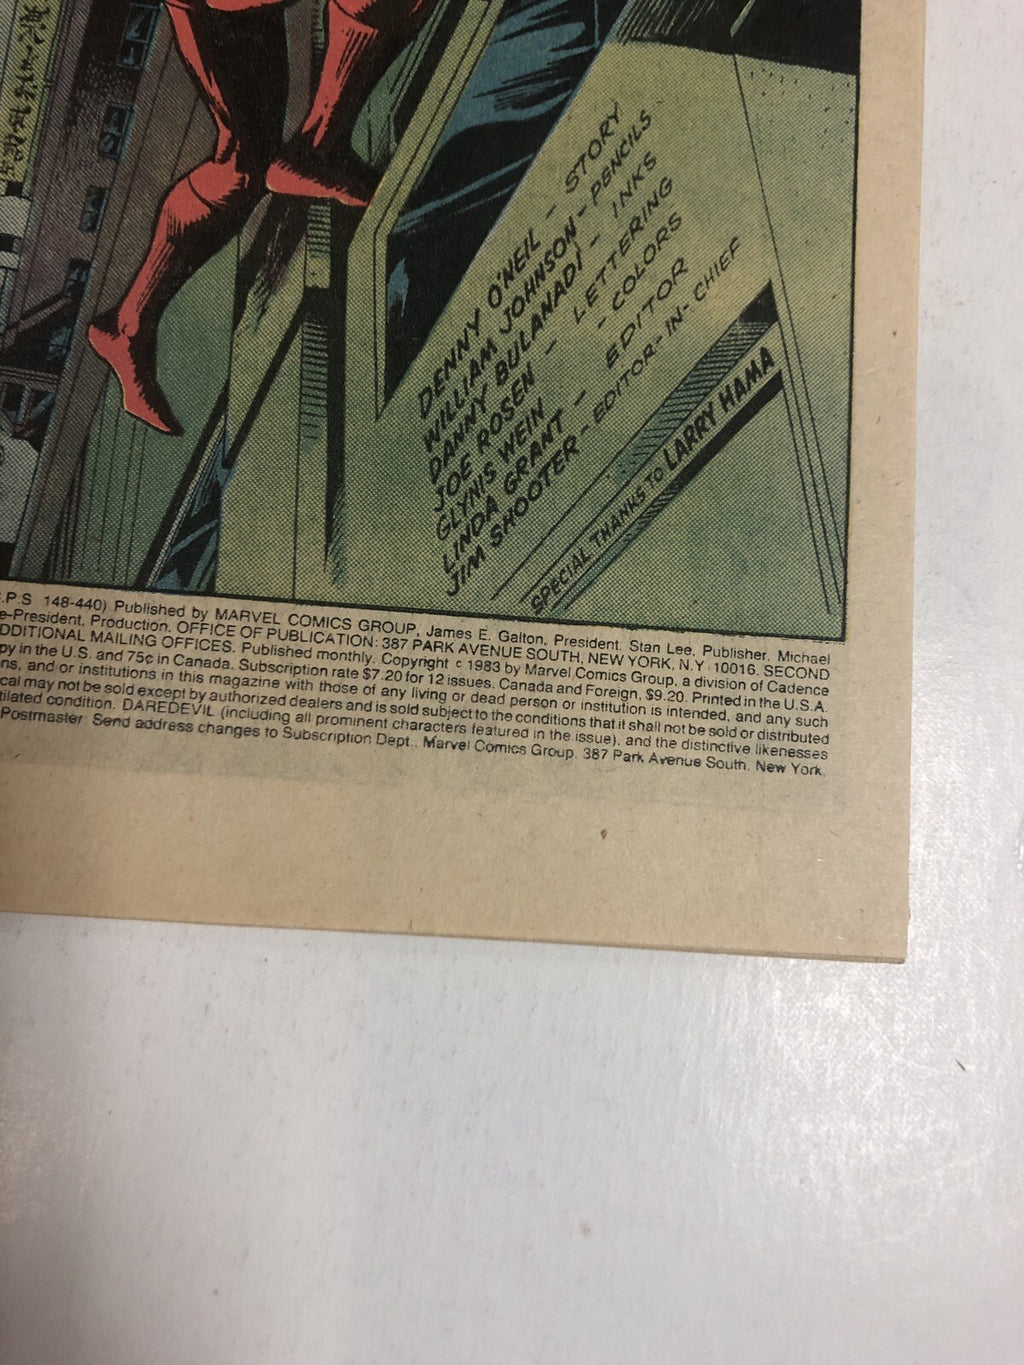 DENNY O'NEIL - STORY
WILLIAM JOHNSON - PENCILS
DANNY BULANADI - INKS
JOE ROSEN - LETTERING
GLYNIS WEIN - COLORS
LINDA GRANT - EDITOR
JIM SHOOTER - EDITOR-IN-CHIEF
SPECIAL THANKS TO LARRY HAMA
.P.S 148-440) Published by MARVEL COMICS GROUP, James E. Galton, President. Stan Lee, Publisher. Michael
e-President, Production. OFFICE OF PUBLICATION: 387 PARK AVENUE SOUTH, NEW YORK, N.Y. 10016. SECOND
DDITIONAL MAILING OFFICES. Published monthly. Copyright © 1983 by Marvel Comics Group, a division of Cadence
py in the U.S. and 75¢ in Canada. Subscription rate $7.20 for 12 issues. Canada and Foreign, $9.20. Printed in the U.S.A.
ns, and/or institutions in this magazine with those of any living or dead person or institution is intended, and any such
cal may not be sold except by authorized dealers and is sold subject to the conditions that it shall not be sold or distributed
tilated condition. DAREDEVIL (including all prominent characters featured in the issue), and the distinctive likenesses
Postmaster: Send address changes to Subscription Dept., Marvel Comics Group, 387 Park Avenue South, New York,